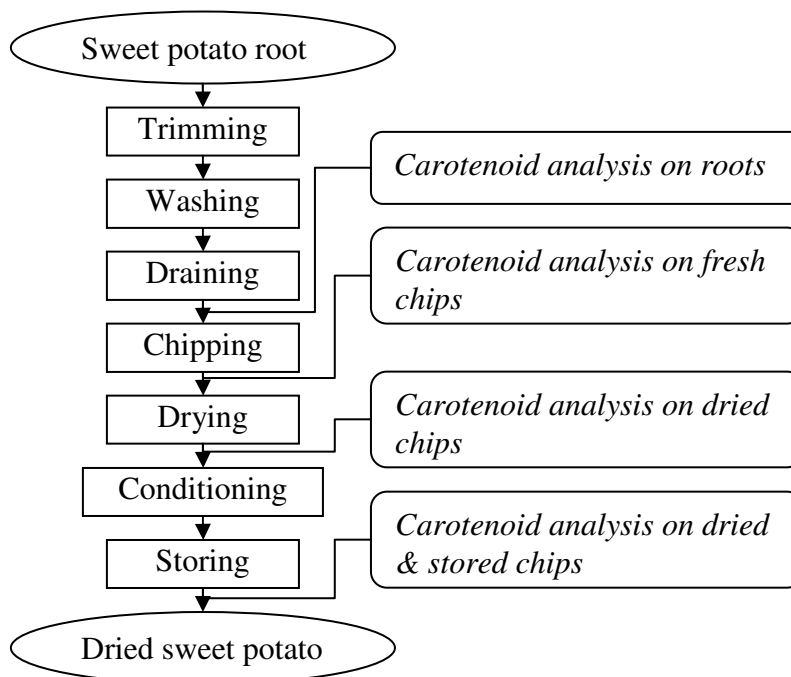 Sweet potato root
Trimming
Washing
Draining
Chipping
Drying
Conditioning
Storing
Dried sweet potato
Carotenoid analysis on roots
Carotenoid analysis on fresh
chips
Carotenoid analysis on dried
chips
Carotenoid analysis on dried
& stored chips